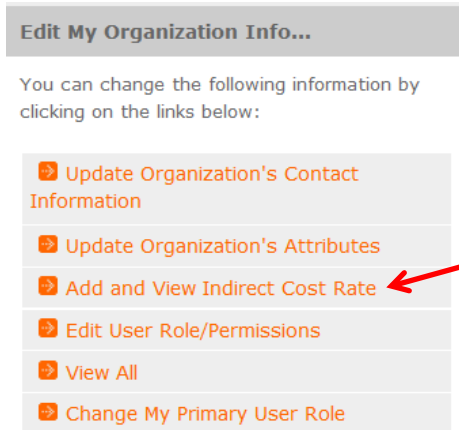 Edit My Organization Info...
You can change the following information by
clicking on the links below:
Update Organization's Contact
Information
Update Organization's Attributes
Add and View Indirect Cost Rate
Edit User Role/Permissions
View All
Change My Primary User Role